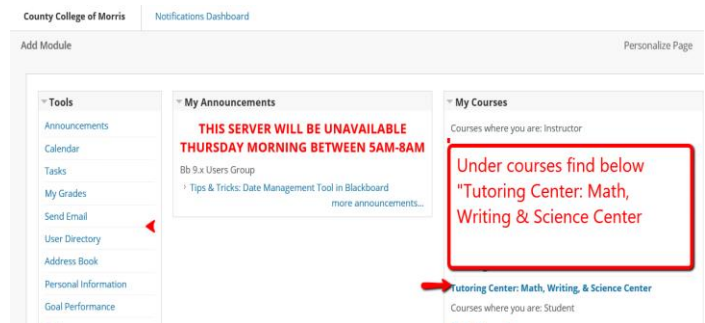 County College of Morris
Notifications Dashboard
Add Module
Personalize Page
Tools
Announcements
Calendar
Tasks
My Grades
Send Email
User Directory
Address Book
Personal Information
Goal Performance
My Announcements
THIS SERVER WILL BE UNAVAILABLE
THURSDAY MORNING BETWEEN 5AM-8AM
Bb 9.x Users Group
Tips & Tricks: Date Management Tool in Blackboard
more announcements...
My Courses
Courses where you are: Instructor
Under courses find below
"Tutoring Center: Math,
Writing & Science Center
Tutoring Center: Math, Writing, & Science Center
Courses where you are: Student